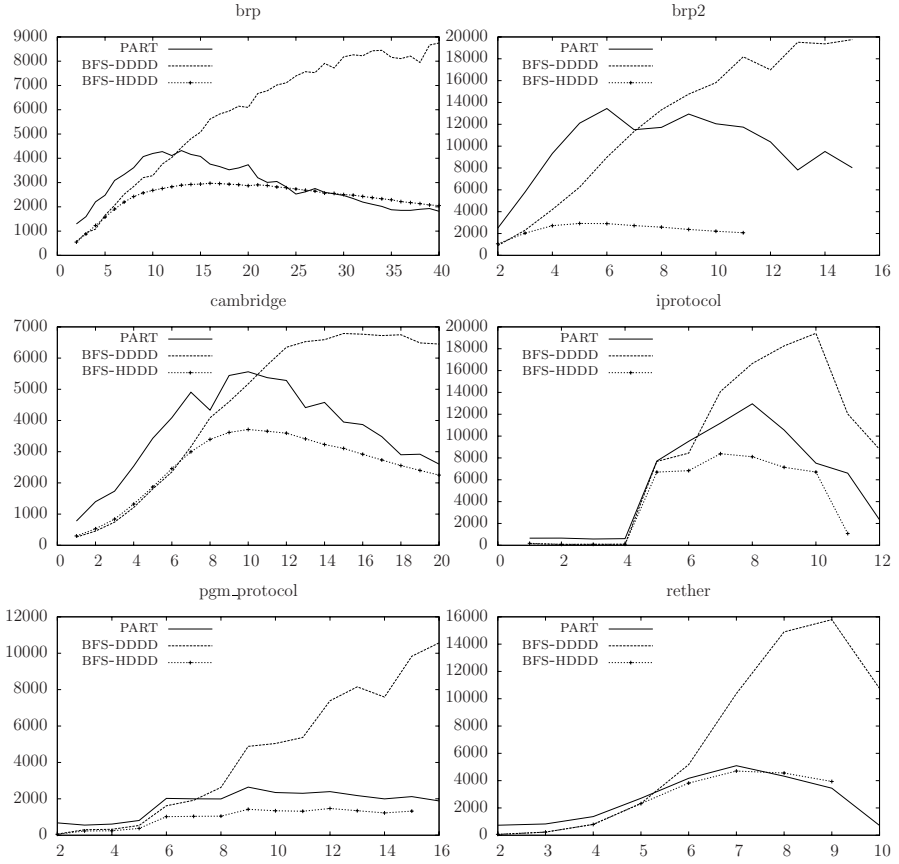 brp
9000
8000
7000
6000
5000
4000
3000
2000
1000
0
PART
BFS-DDDD
BFS-HDDD
0 5 10 15 20 25 30 35 40
brp2
20000
18000
16000
14000
12000
10000
8000
6000
4000
2000
0
PART
BFS-DDDD
BFS-HDDD
2 4 6 8 10 12 14 16
cambridge
7000
6000
5000
4000
3000
2000
1000
0
PART
BFS-DDDD
BFS-HDDD
0 2 4 6 8 10 12 14 16 18 20
iprotocol
20000
18000
16000
14000
12000
10000
8000
6000
4000
2000
0
PART
BFS-DDDD
BFS-HDDD
0 2 4 6 8 10 12
pgm_protocol
12000
10000
8000
6000
4000
2000
0
PART
BFS-DDDD
BFS-HDDD
2 4 6 8 10 12 14 16
rether
16000
14000
12000
10000
8000
6000
4000
2000
0
PART
BFS-DDDD
BFS-HDDD
2 3 4 5 6 7 8 9 10